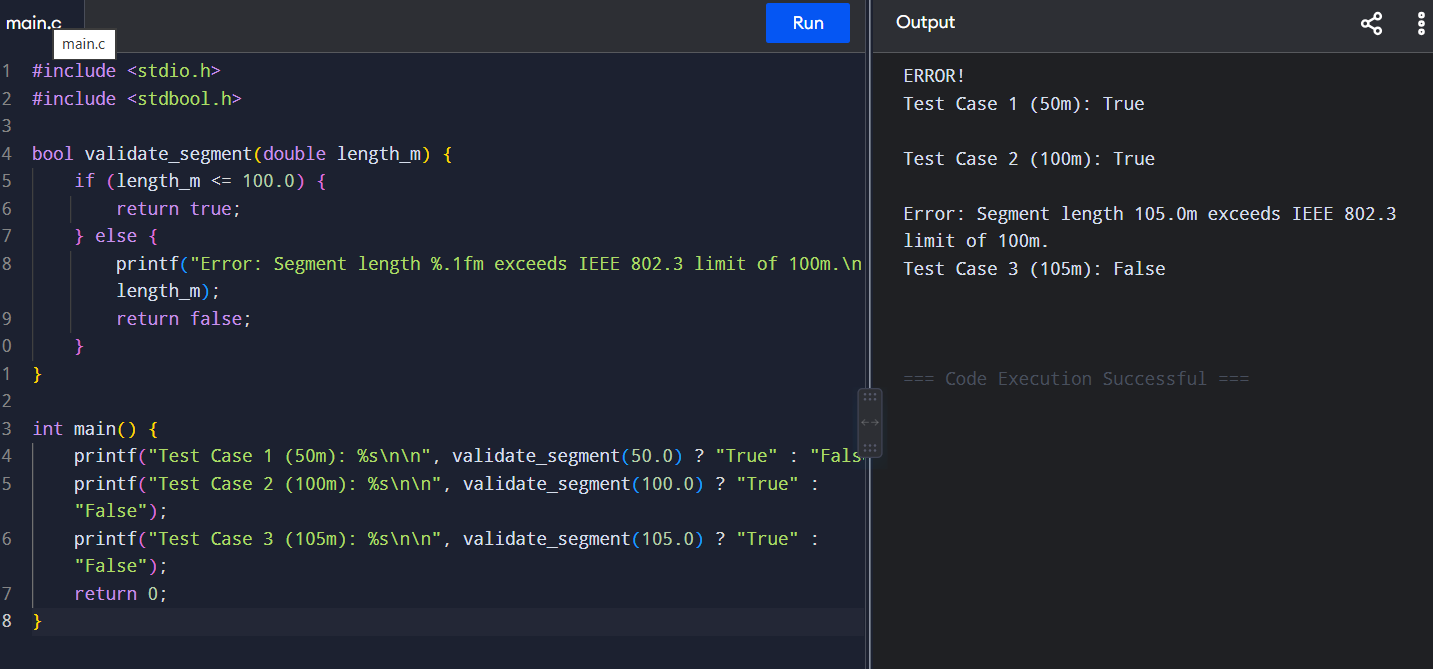 main.c
Run
Output
main.c
1 #include <stdio.h>
2 #include <stdbool.h>
3
4 bool validate_segment(double length_m) {
5 if (length_m <= 100.0) {
6 return true;
7 } else {
8 printf("Error: Segment length %.1fm exceeds IEEE 802.3 limit of 100m.\n
length_m);
9 return false;
0 }
1 }
2
3 int main() {
4 printf("Test Case 1 (50m): %s\n\n", validate_segment(50.0) ? "True" : "Fals
5 printf("Test Case 2 (100m): %s\n\n", validate_segment(100.0) ? "True" :
"False");
6 printf("Test Case 3 (105m): %s\n\n", validate_segment(105.0) ? "True" :
"False");
7 return 0;
8 }
ERROR!
Test Case 1 (50m): True
Test Case 2 (100m): True
Error: Segment length 105.0m exceeds IEEE 802.3
limit of 100m.
Test Case 3 (105m): False
=== Code Execution Successful ===